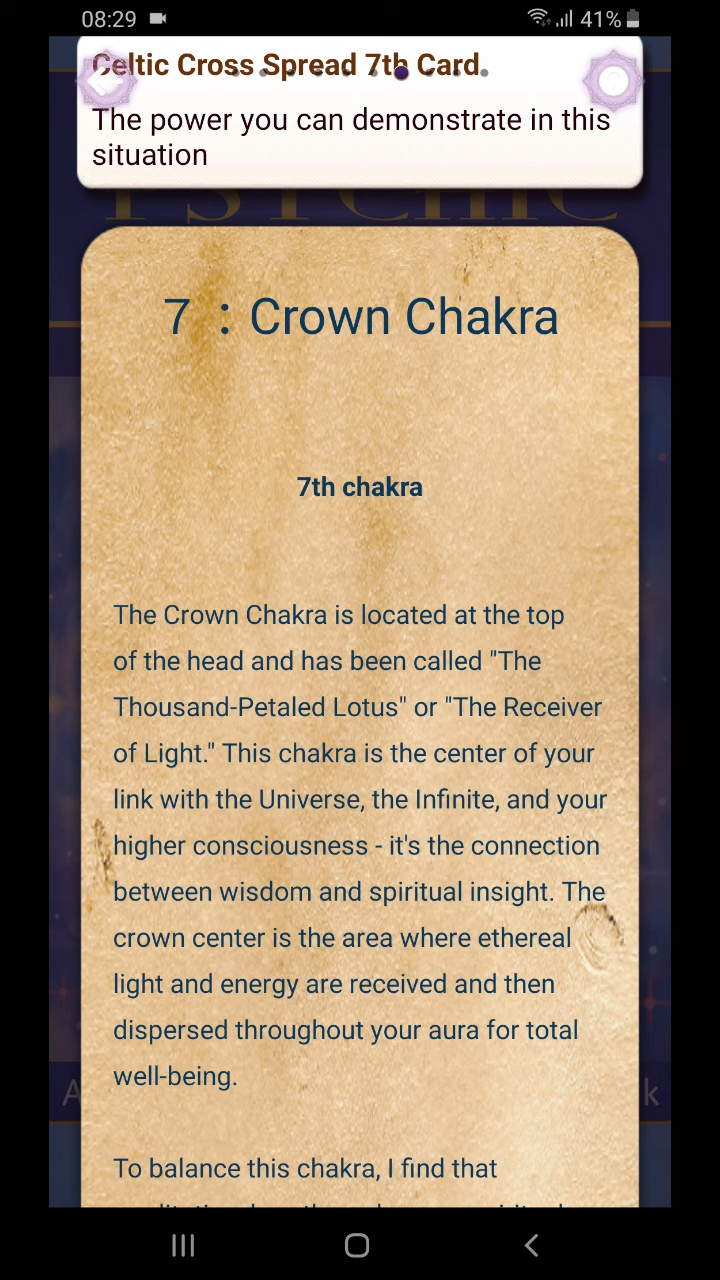 08:29
41%
Celtic Cross Spread 7th Card.
The power you can demonstrate in this
situation
PSYCHIC
7 : Crown Chakra
7th chakra
The Crown Chakra is located at the top
of the head and has been called "The
Thousand-Petaled Lotus" or "The Receiver
of Light." This chakra is the center of your
link with the Universe, the Infinite, and your
higher consciousness - it's the connection
between wisdom and spiritual insight. The
crown center is the area where ethereal
light and energy are received and then
dispersed throughout your aura for total
well-being.
A k
To balance this chakra, I find that